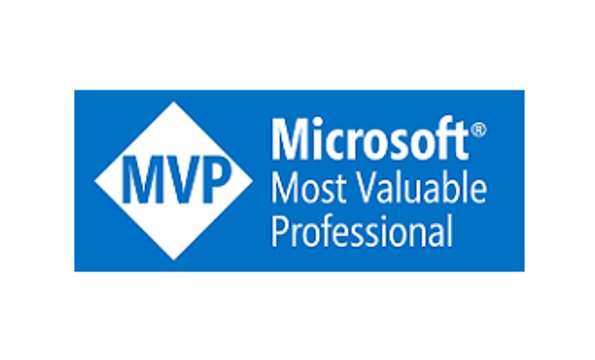 MVP
Microsoft®
Most Valuable
Professional